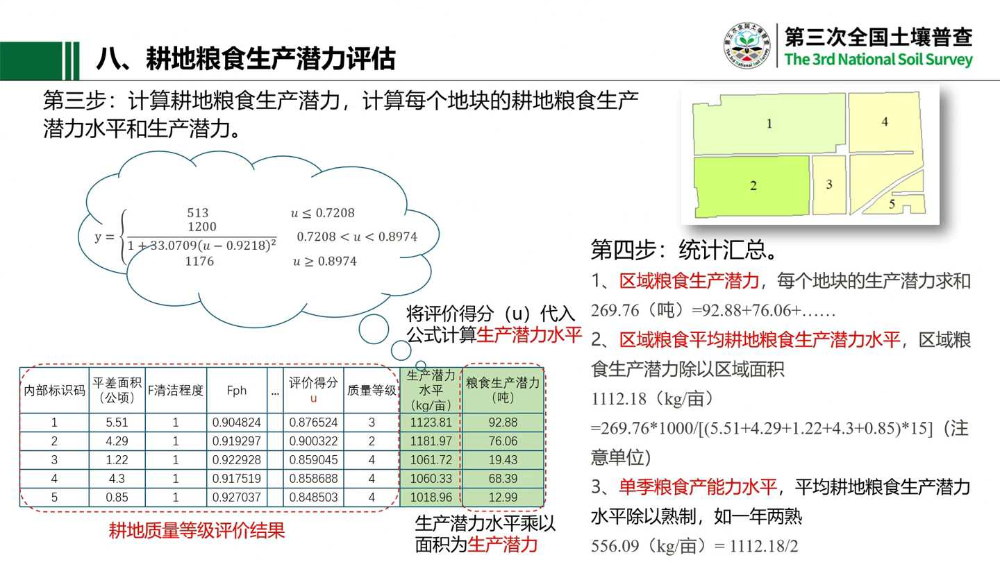 八、耕地粮食生产潜力评估
第三次全国土壤普查
The 3rd National Soil Survey
第三步：计算耕地粮食生产潜力，计算每个地块的耕地粮食生产
潜力水平和生产潜力。
y =
513 u ≤ 0.7208
1200
1 + 33.0709(u − 0.9218)² 0.7208 < u < 0.8974
1176 u ≥ 0.8974
将评价得分（u）代入
公式计算生产潜力水平
内部标识码 平差面积（公顷） F清洁程度 Fph ... 评价得分u 质量等级 生产潜力水平（kg/亩） 粮食生产潜力（吨）
1 5.51 1 0.904824 0.876524 3 1123.81 92.88
2 4.29 1 0.919297 0.900322 2 1181.97 76.06
3 1.22 1 0.922928 0.859045 4 1061.72 19.43
4 4.3 1 0.917519 0.858688 4 1060.33 68.39
5 0.85 1 0.927037 0.848503 4 1018.96 12.99
耕地质量等级评价结果
生产潜力水平乘以
面积为生产潜力
1
4
2
3
5
第四步：统计汇总。
1、区域粮食生产潜力，每个地块的生产潜力求和
269.76（吨）=92.88+76.06+……
2、区域粮食平均耕地粮食生产潜力水平，区域粮
食生产潜力除以区域面积
1112.18（kg/亩）
=269.76*1000/[(5.51+4.29+1.22+4.3+0.85)*15]（注
意单位）
3、单季粮食产能力水平，平均耕地粮食生产潜力
水平除以熟制，如一年两熟
556.09（kg/亩）= 1112.18/2